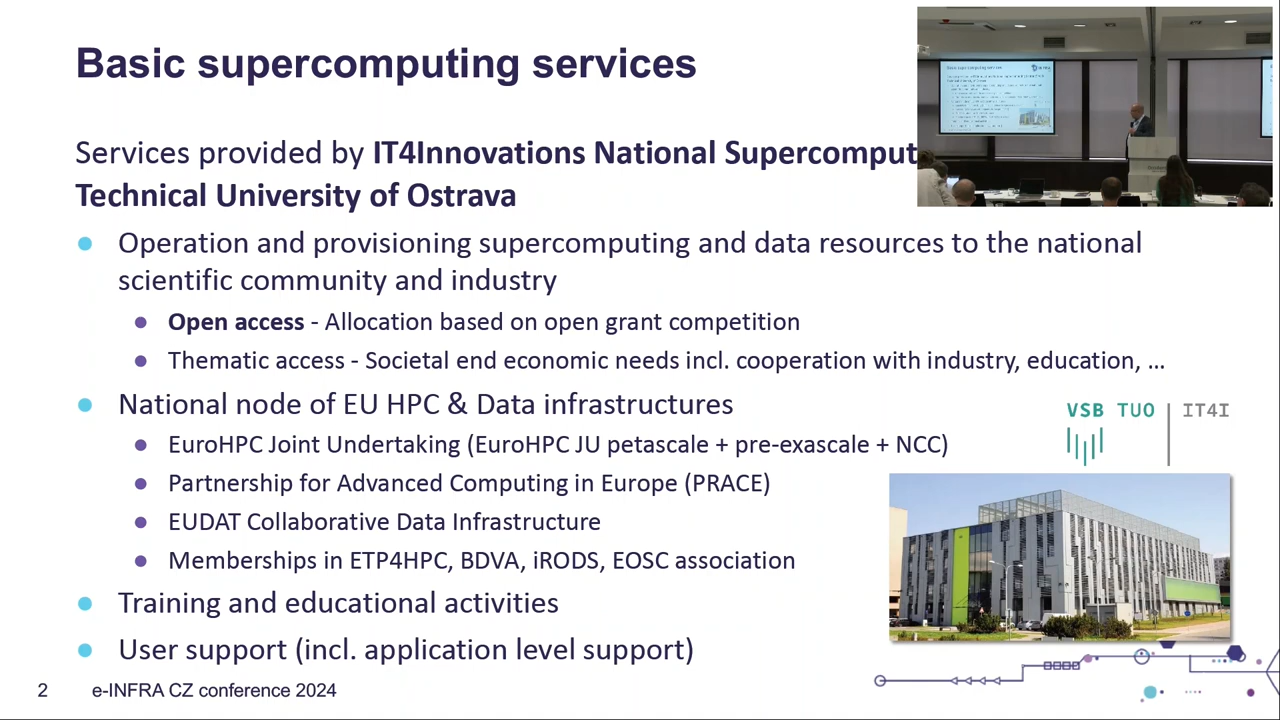 Basic supercomputing services
Services provided by IT4Innovations National
Technical University of Ostrava
Operation and provisioning supercomputing and data resources to the national
scientific community and industry
Open access - Allocation based on open grant competition
Thematic access - Societal end economic needs incl. cooperation with industry, education, ...
National node of EU HPC & Data infrastructures
EuroHPC Joint Undertaking (EuroHPC JU petascale + pre-exascale + NCC)
VSB TUO | IT4I
Partnership for Advanced Computing in Europe (PRACE)
EUDAT Collaborative Data Infrastructure
Memberships in ETP4HPC, BDVA, iRODS, EOSC association
Training and educational activities
User support (incl. application level support)
2 e-INFRA CZ conference 2024